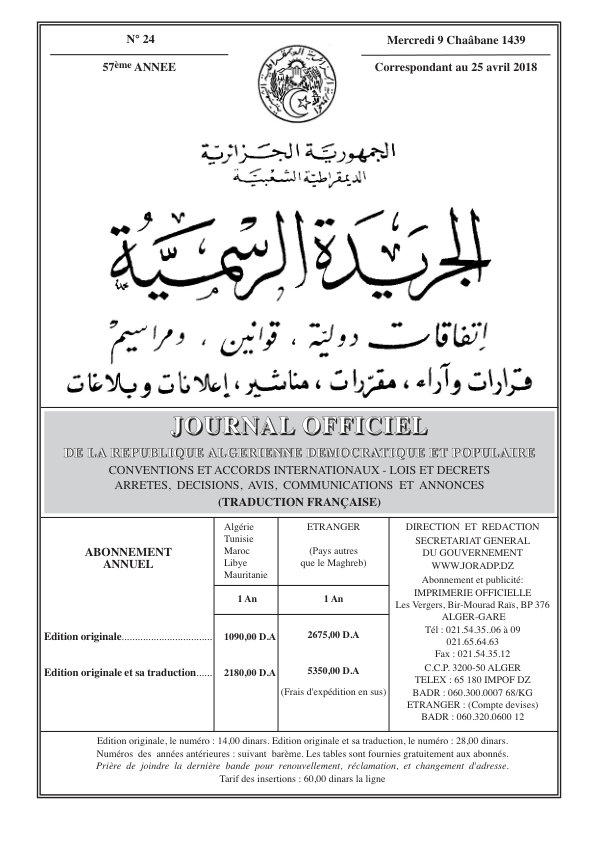 N° 24
Mercredi 9 Chaâbane 1439
57ème ANNEE
Correspondant au 25 avril 2018
الجمهورية الجزائرية
الديمقراطية الشعبية
الجريدة الرسمية
إتفاقات دولية ، قوانين ، ومراسيم
قرارات وآراء ، مقررات ، مناشير ، إعلانات وبلاغات
JOURNAL OFFICIEL
DE LA REPUBLIQUE ALGERIENNE DEMOCRATIQUE ET POPULAIRE
CONVENTIONS ET ACCORDS INTERNATIONAUX - LOIS ET DECRETS
ARRETES, DECISIONS, AVIS, COMMUNICATIONS ET ANNONCES
(TRADUCTION FRANÇAISE)
ABONNEMENT
ANNUEL
Algérie
Tunisie
Maroc
Libye
Mauritanie
ETRANGER
(Pays autres
que le Maghreb)
1 An
1 An
Edition originale.................................. 1090,00 D.A 2675,00 D.A
Edition originale et sa traduction...... 2180,00 D.A 5350,00 D.A
(Frais d'expédition en sus)
DIRECTION ET REDACTION
SECRETARIAT GENERAL
DU GOUVERNEMENT
WWW.JORADP.DZ
Abonnement et publicité:
IMPRIMERIE OFFICIELLE
Les Vergers, Bir-Mourad Raïs, BP 376
ALGER-GARE
Tél : 021.54.35..06 à 09
021.65.64.63
Fax : 021.54.35.12
C.C.P. 3200-50 ALGER
TELEX : 65 180 IMPOF DZ
BADR : 060.300.0007 68/KG
ETRANGER : (Compte devises)
BADR : 060.320.0600 12
Edition originale, le numéro : 14,00 dinars. Edition originale et sa traduction, le numéro : 28,00 dinars.
Numéros des années antérieures : suivant barème. Les tables sont fournies gratuitement aux abonnés.
Prière de joindre la dernière bande pour renouvellement, réclamation, et changement d'adresse.
Tarif des insertions : 60,00 dinars la ligne